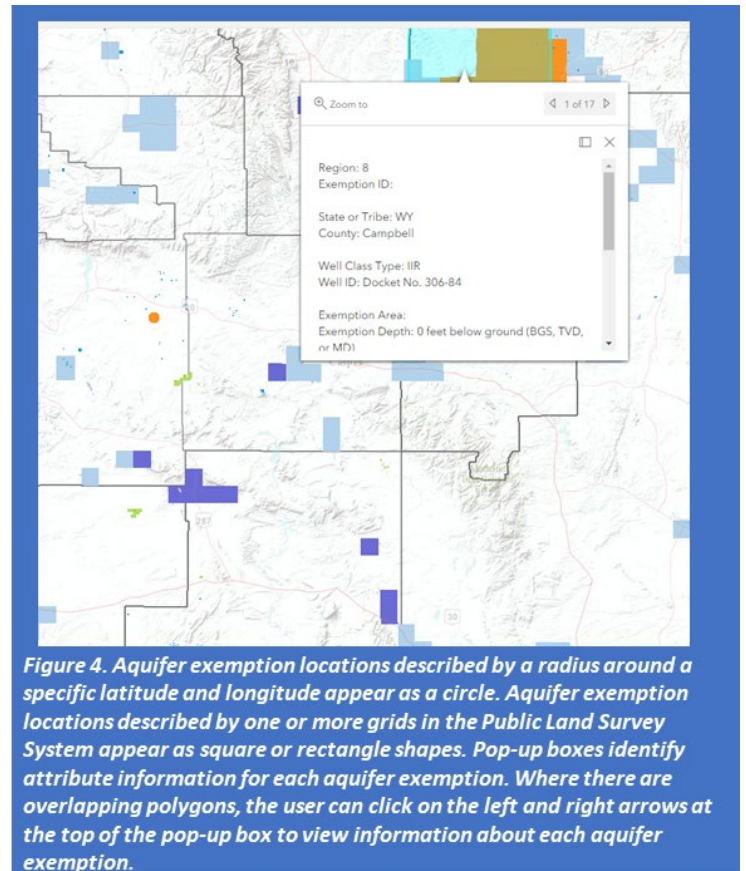 Zoom to
1 of 17
Region: 8
Exemption ID:
State or Tribe: WY
County: Campbell
Well Class Type: IIR
Well ID: Docket No. 306-84
Exemption Area:
Exemption Depth: 0 feet below ground (BGS, TVD,
or MD)
287
30
Figure 4. Aquifer exemption locations described by a radius around a
specific latitude and longitude appear as a circle. Aquifer exemption
locations described by one or more grids in the Public Land Survey
System appear as square or rectangle shapes. Pop-up boxes identify
attribute information for each aquifer exemption. Where there are
overlapping polygons, the user can click on the left and right arrows at
the top of the pop-up box to view information about each aquifer
exemption.